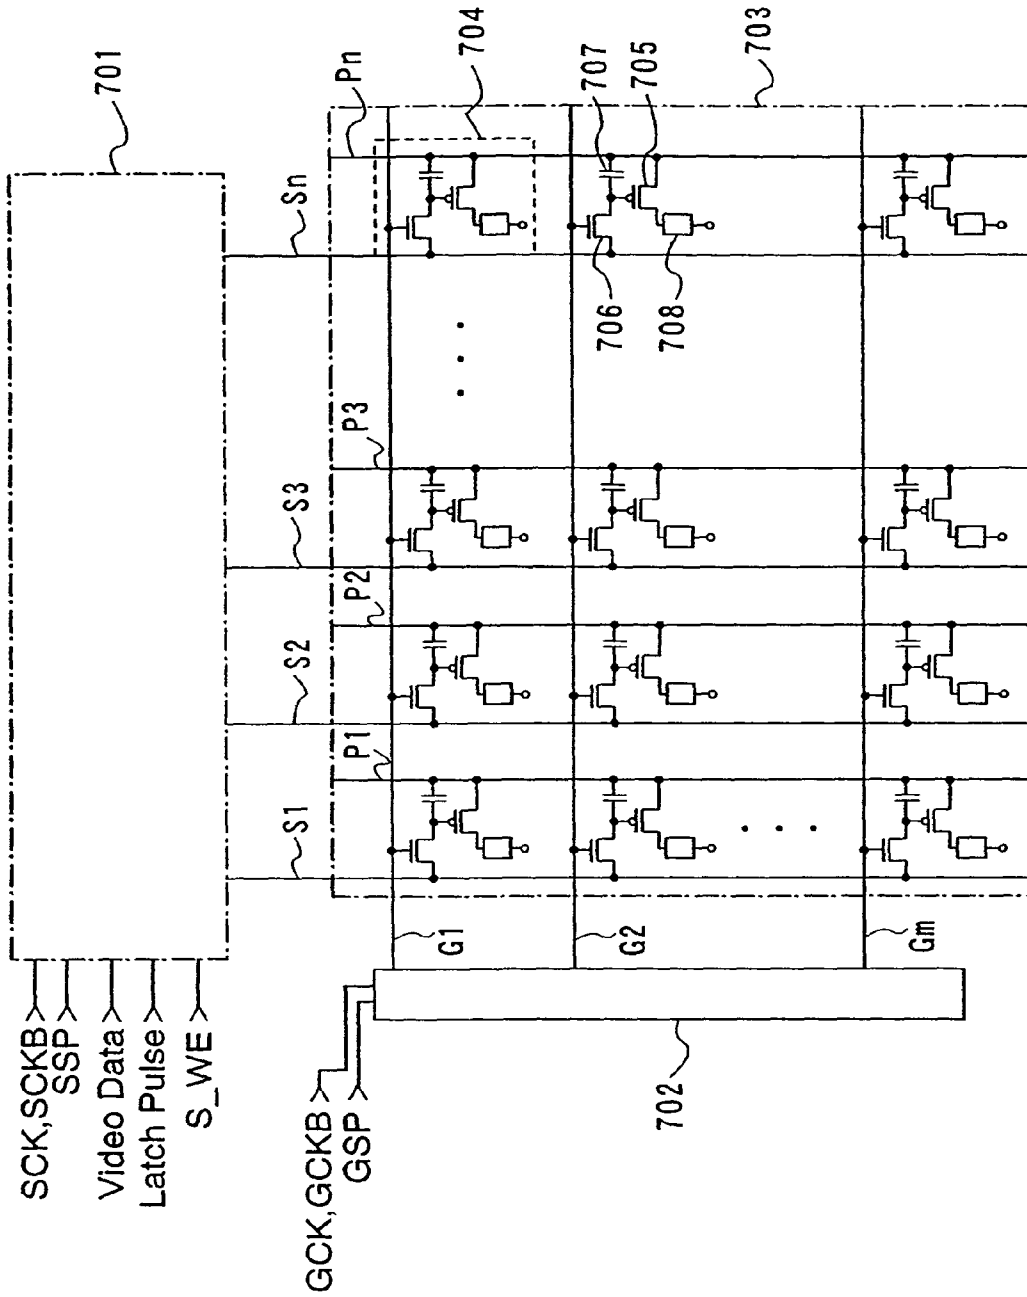 701
SCK,SCKB
SSP
Video Data
Latch Pulse
S_WE
S1
P1
S2
P2
S3
P3
Sn
Pn
704
707
705
706
708
703
G1
G2
Gm
GCK,GCKB
GSP
702